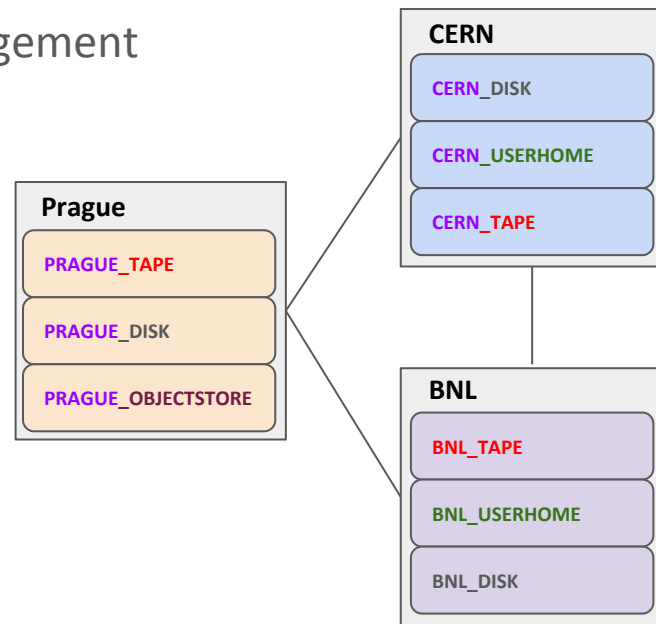 gement
CERN
CERN_DISK
CERN_USERHOME
CERN_TAPE
Prague
PRAGUE_TAPE
PRAGUE_DISK
PRAGUE_OBJECTSTORE
BNL
BNL_TAPE
BNL_USERHOME
BNL_DISK